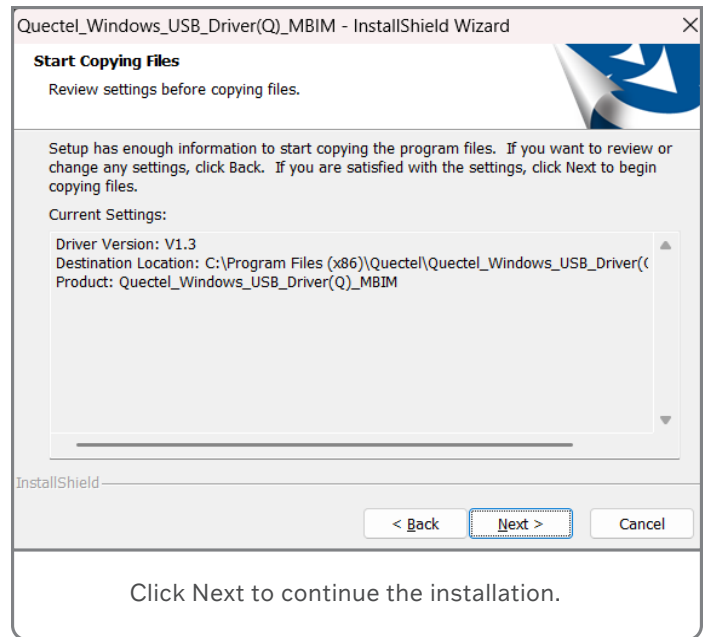 Quectel_Windows_USB_Driver(Q)_MBIM - InstallShield Wizard
Start Copying Files
Review settings before copying files.
Setup has enough information to start copying the program files. If you want to review or
change any settings, click Back. If you are satisfied with the settings, click Next to begin
copying files.
Current Settings:
Driver Version: V1.3
Destination Location: C:\Program Files (x86)\Quectel\Quectel_Windows_USB_Driver(
Product: Quectel_Windows_USB_Driver(Q)_MBIM
InstallShield
< Back
Next >
Cancel
Click Next to continue the installation.